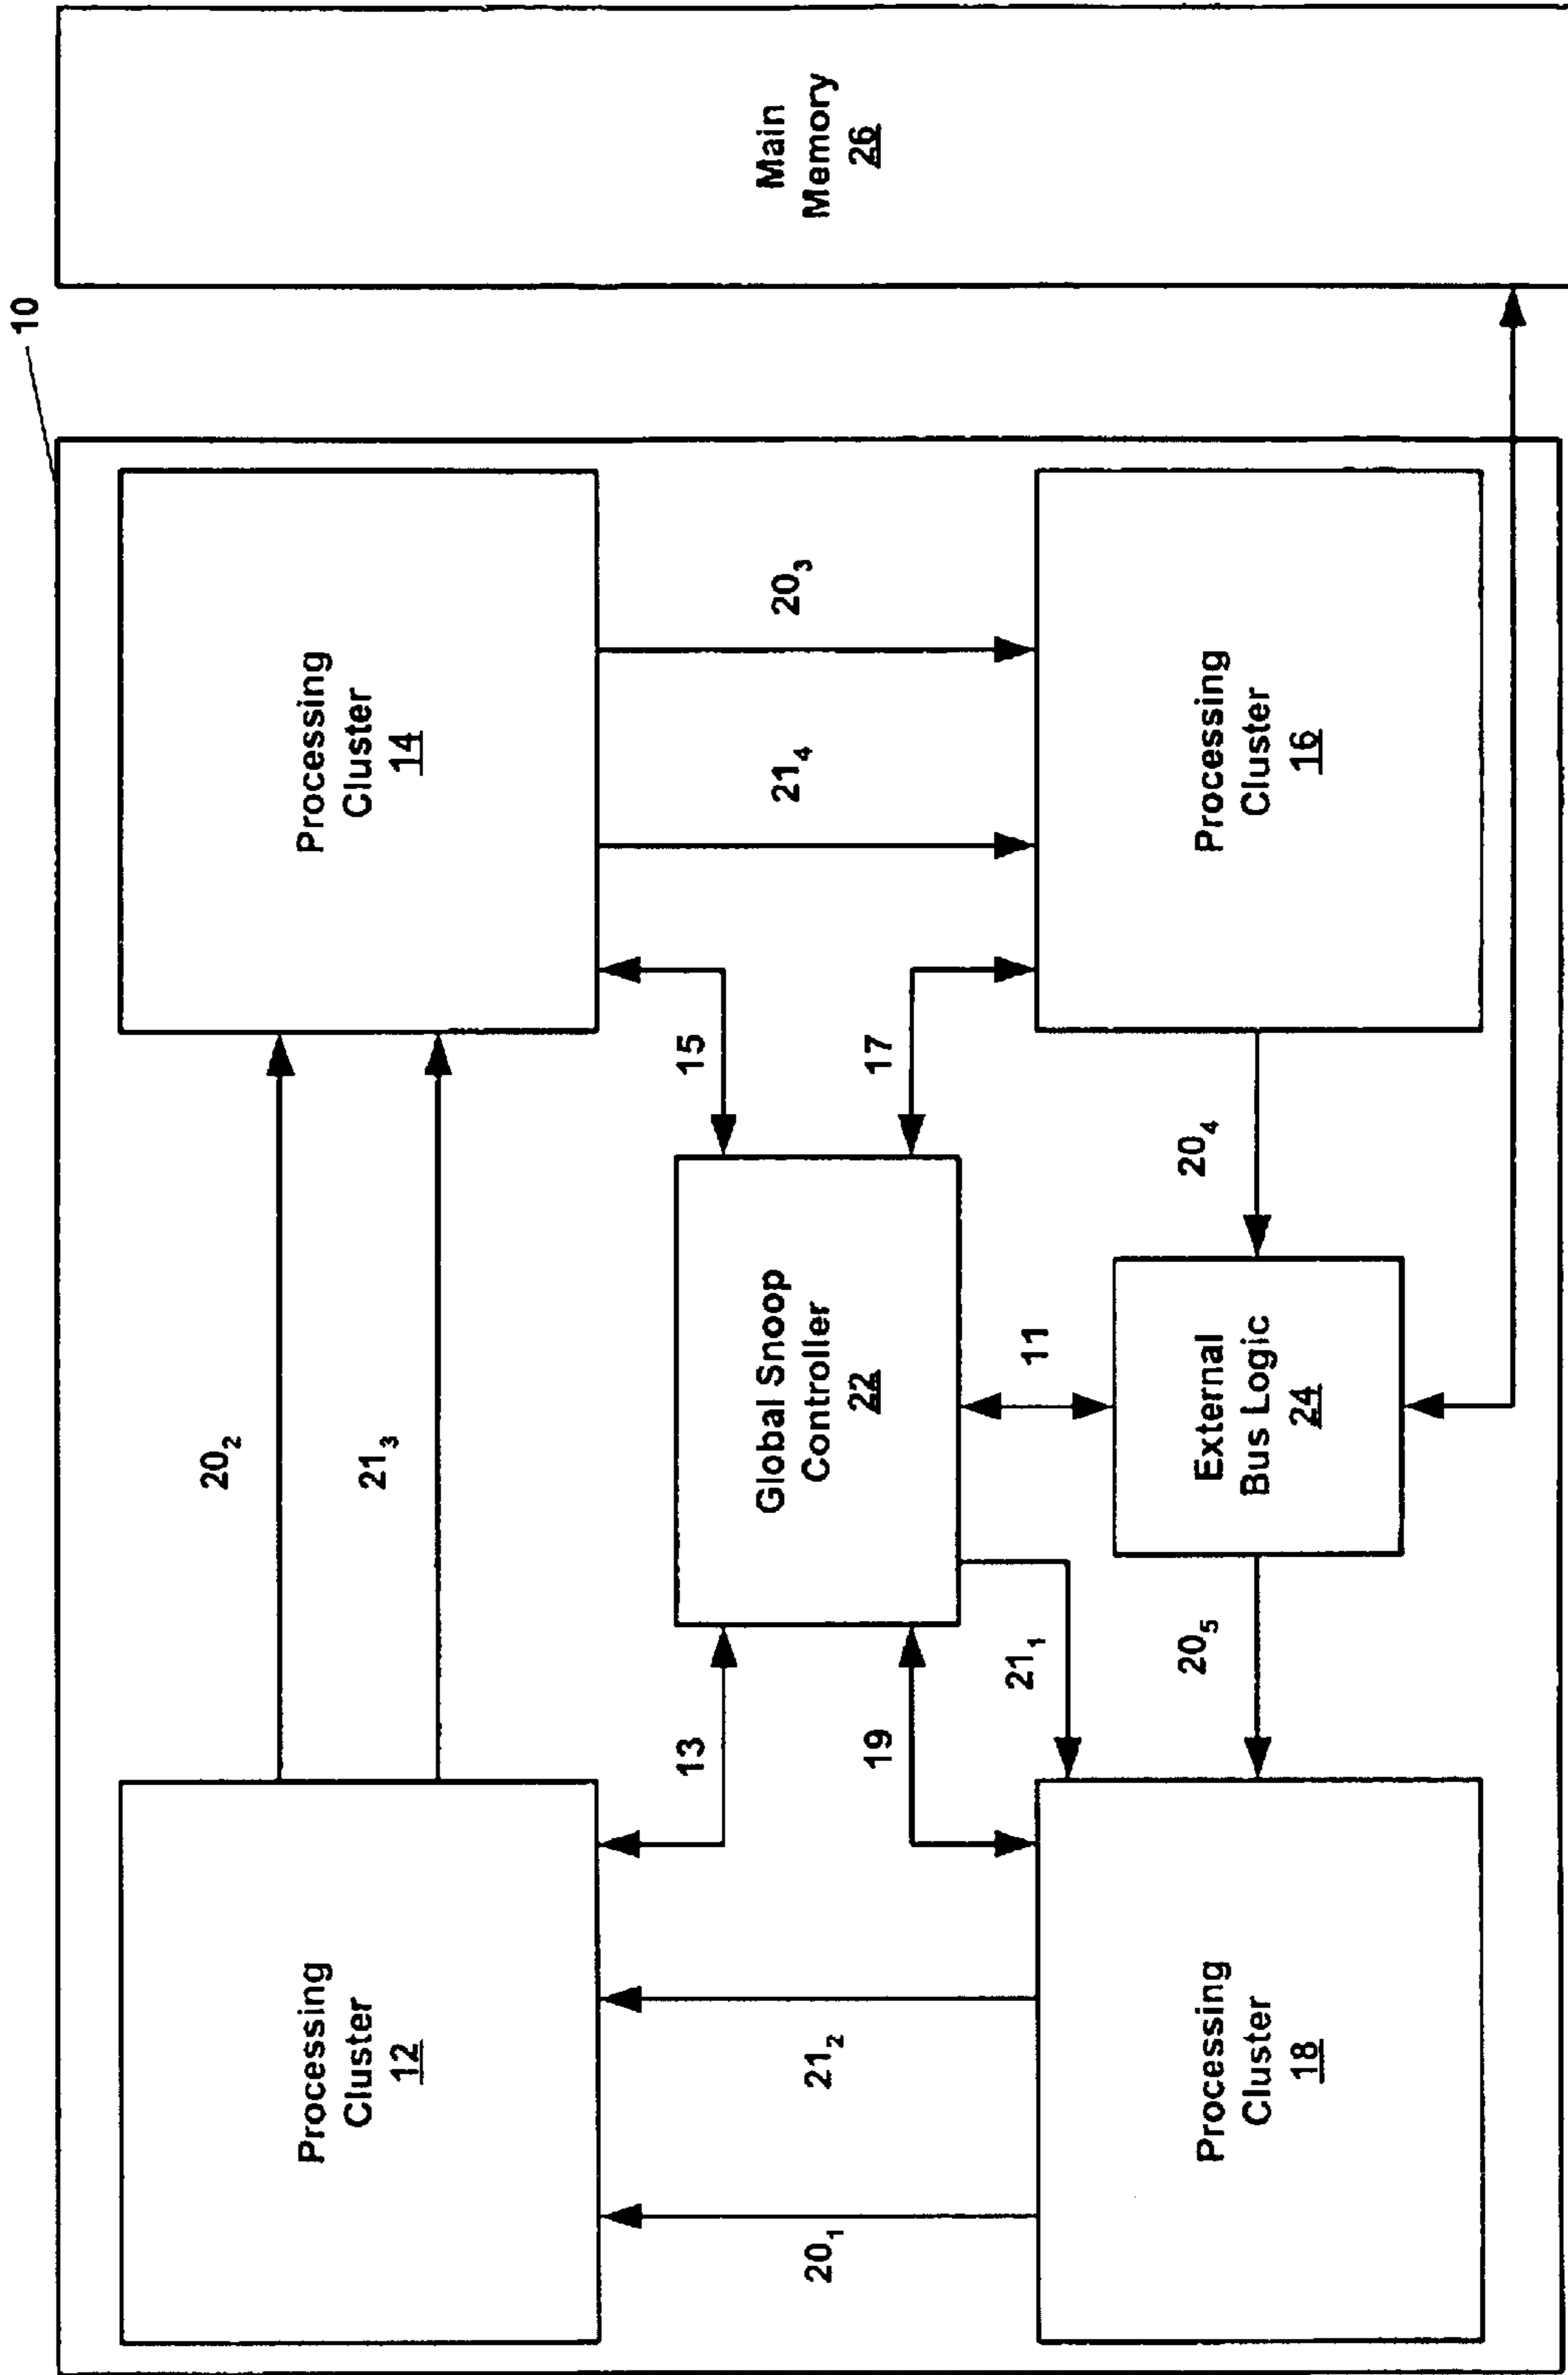 10
Processing
Cluster
12
20₂
21₃
Processing
Cluster
14
Main
Memory
26
13
15
20₁
21₂
Global Snoop
Controller
22
21₄
20₃
19
17
21₁
11
Processing
Cluster
18
20₅
External
Bus Logic
24
20₄
Processing
Cluster
16